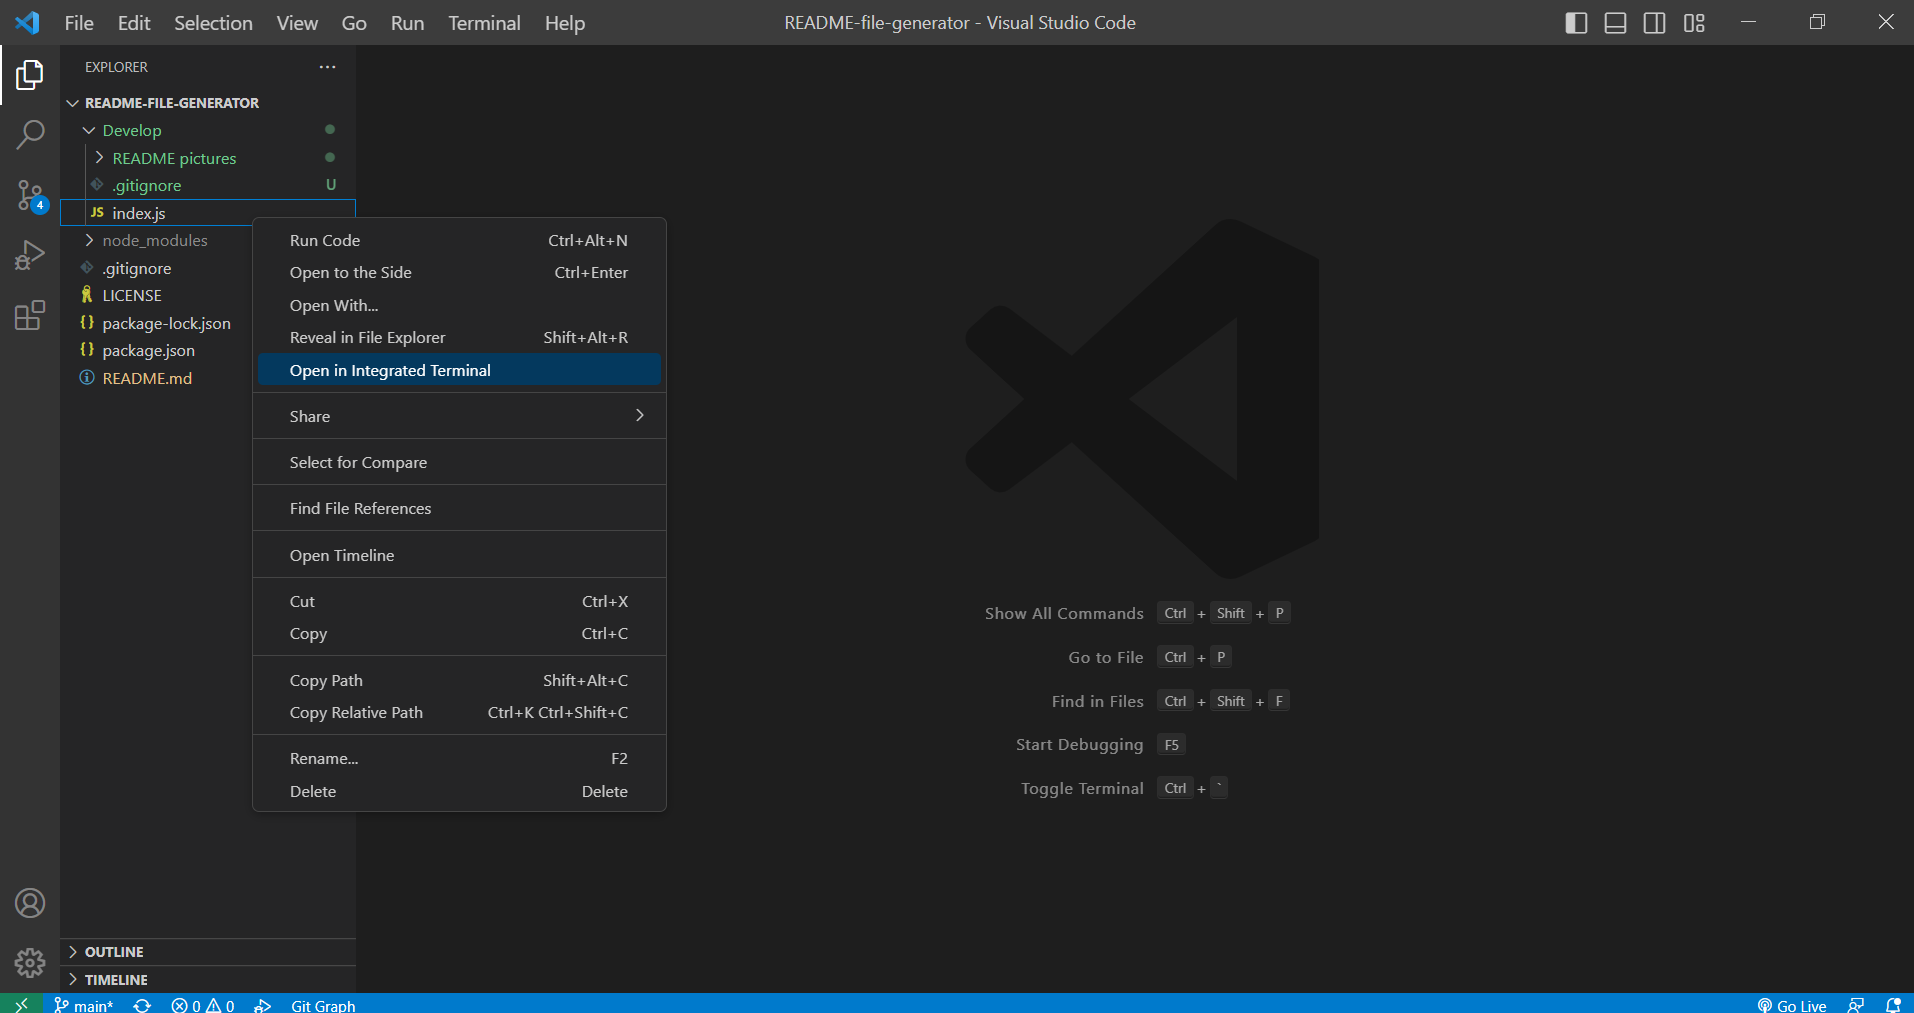 File Edit Selection View Go Run Terminal Help README-file-generator - Visual Studio Code
EXPLORER ...
README-FILE-GENERATOR
Develop
README pictures
.gitignore U
JS index.js
node_modules
.gitignore
LICENSE
{} package-lock.json
{} package.json
README.md
4
Run Code Ctrl+Alt+N
Open to the Side Ctrl+Enter
Open With...
Reveal in File Explorer Shift+Alt+R
Open in Integrated Terminal
Share
Select for Compare
Find File References
Open Timeline
Cut Ctrl+X
Copy Ctrl+C
Copy Path Shift+Alt+C
Copy Relative Path Ctrl+K Ctrl+Shift+C
Rename... F2
Delete Delete
Show All Commands Ctrl + Shift + P
Go to File Ctrl + P
Find in Files Ctrl + Shift + F
Start Debugging F5
Toggle Terminal Ctrl + `
OUTLINE
TIMELINE
main* 0 0 Git Graph Go Live